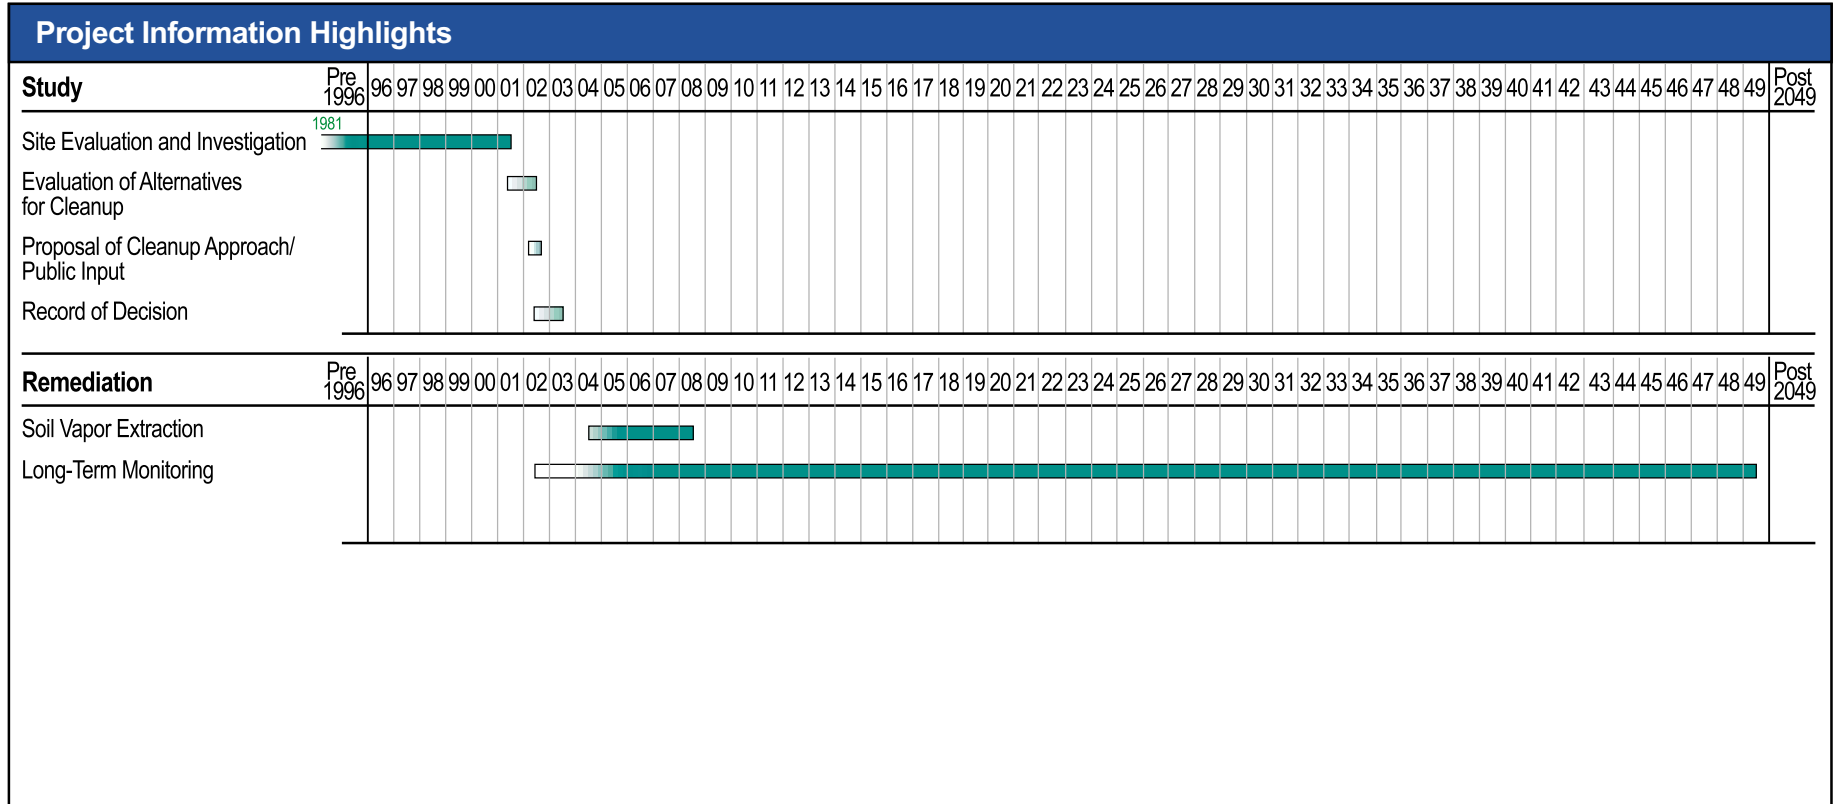 Project Information Highlights
Study Pre 1996 96 97 98 99 00 01 02 03 04 05 06 07 08 09 10 11 12 13 14 15 16 17 18 19 20 21 22 23 24 25 26 27 28 29 30 31 32 33 34 35 36 37 38 39 40 41 42 43 44 45 46 47 48 49 Post 2049
1981
Site Evaluation and Investigation
Evaluation of Alternatives
for Cleanup
Proposal of Cleanup Approach/
Public Input
Record of Decision
Remediation Pre 1996 96 97 98 99 00 01 02 03 04 05 06 07 08 09 10 11 12 13 14 15 16 17 18 19 20 21 22 23 24 25 26 27 28 29 30 31 32 33 34 35 36 37 38 39 40 41 42 43 44 45 46 47 48 49 Post 2049
Soil Vapor Extraction
Long-Term Monitoring